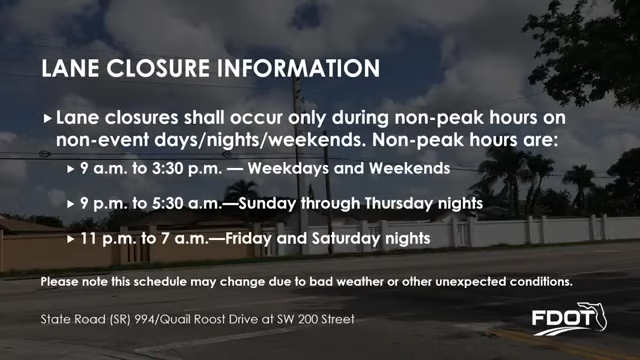 LANE CLOSURE INFORMATION
Lane closures shall occur only during non-peak hours on
non-event days/nights/weekends. Non-peak hours are:
9 a.m. to 3:30 p.m. — Weekdays and Weekends
9 p.m. to 5:30 a.m.—Sunday through Thursday nights
11 p.m. to 7 a.m.—Friday and Saturday nights
Please note this schedule may change due to bad weather or other unexpected conditions.
State Road (SR) 994/Quail Roost Drive at SW 200 Street
FDOT